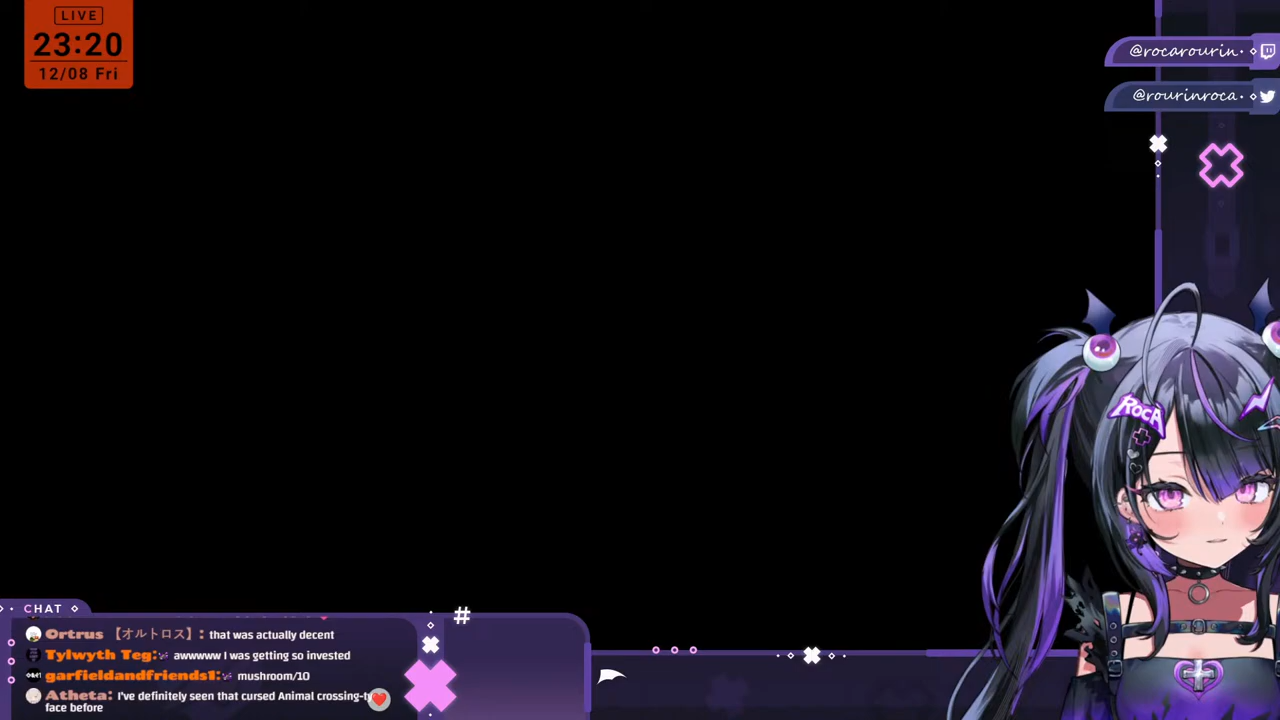 LIVE
23:20
12/08 Fri
@rocarourin
@rourinroca
ROCA
CHAT
#
Ortrus 【オルトロス】: that was actually decent
Tylwyth Teg: awwwww I was getting so invested
garfieldandfriends1: mushroom/10
Atheta: I've definitely seen that cursed Animal crossing-
face before